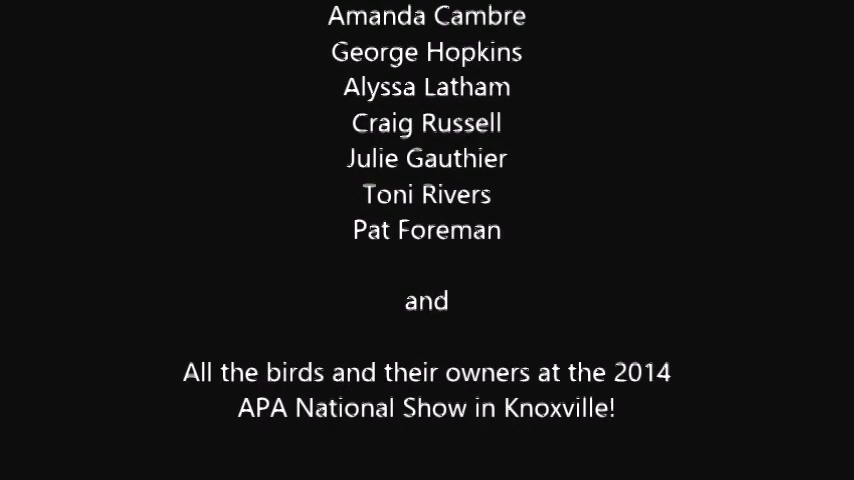 Amanda Cambre
George Hopkins
Alyssa Latham
Craig Russell
Julie Gauthier
Toni Rivers
Pat Foreman
and
All the birds and their owners at the 2014
APA National Show in Knoxville!